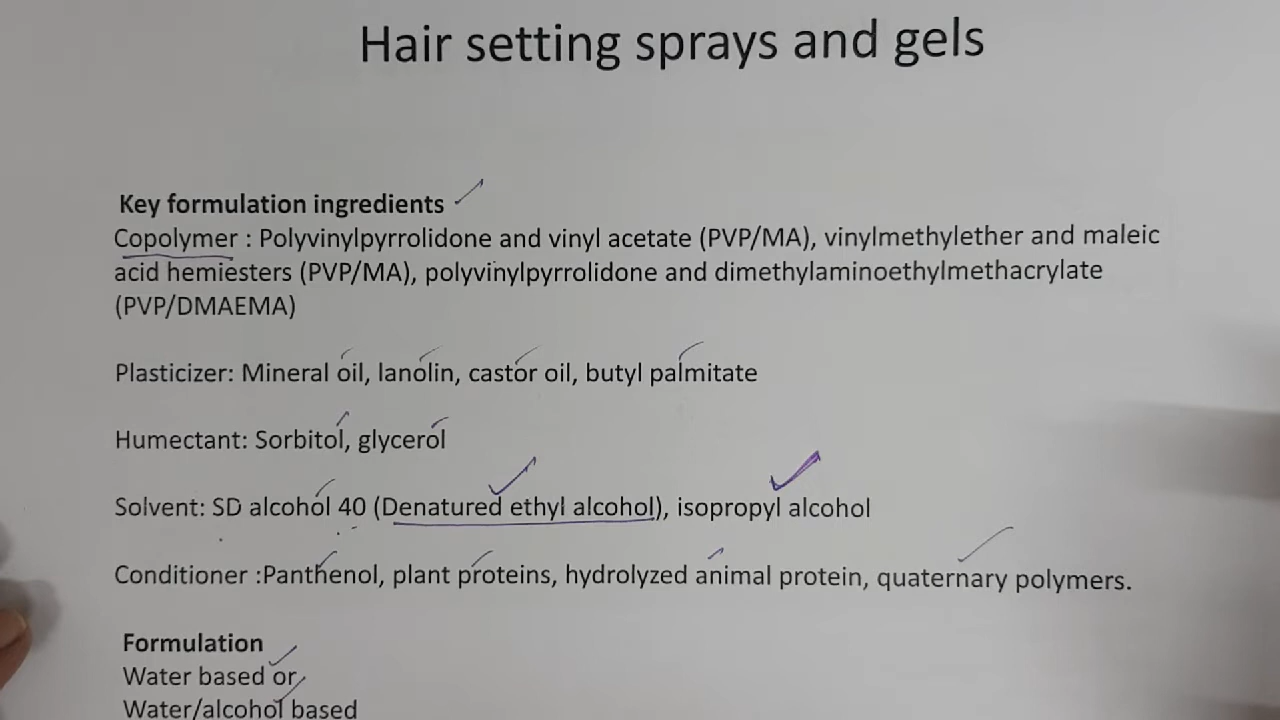 Hair setting sprays and gels
Key formulation ingredients
Copolymer : Polyvinylpyrrolidone and vinyl acetate (PVP/MA), vinylmethylether and maleic
acid hemiesters (PVP/MA), polyvinylpyrrolidone and dimethylaminoethylmethacrylate
(PVP/DMAEMA)
Plasticizer: Mineral oil, lanolin, castor oil, butyl palmitate
Humectant: Sorbitol, glycerol
Solvent: SD alcohol 40 (Denatured ethyl alcohol), isopropyl alcohol
Conditioner :Panthenol, plant proteins, hydrolyzed animal protein, quaternary polymers.
Formulation
Water based or
Water/alcohol based